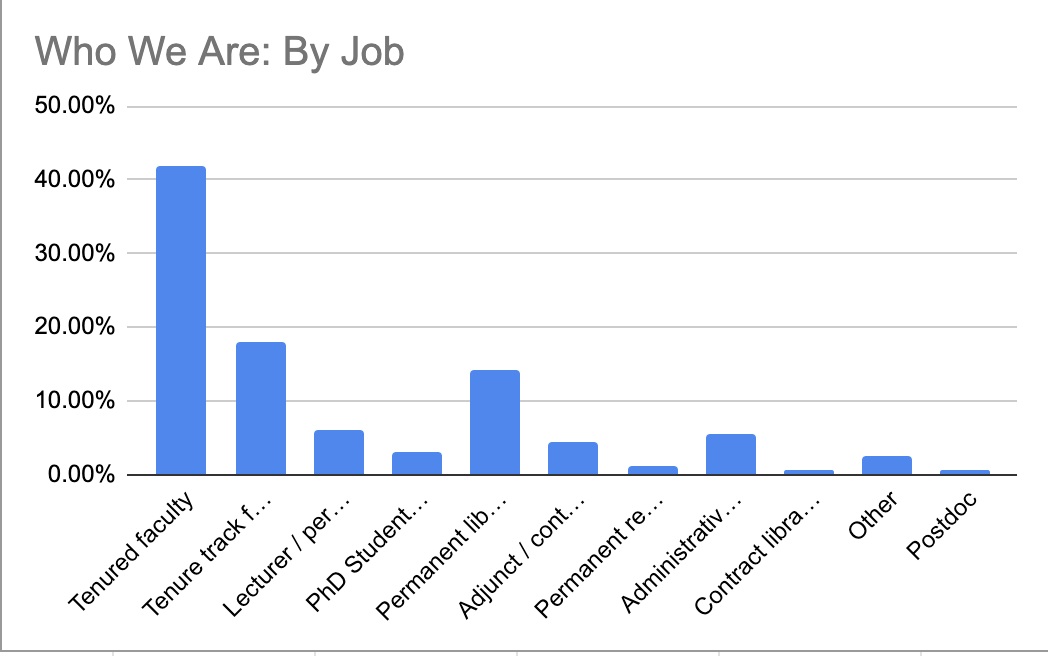 Who We Are: By Job
50.00%
40.00%
30.00%
20.00%
10.00%
0.00%
Tenured faculty
Tenure track f...
Lecturer / per...
PhD Student...
Permanent lib...
Adjunct / cont...
Permanent re...
Administrativ...
Contract libra...
Other
Postdoc